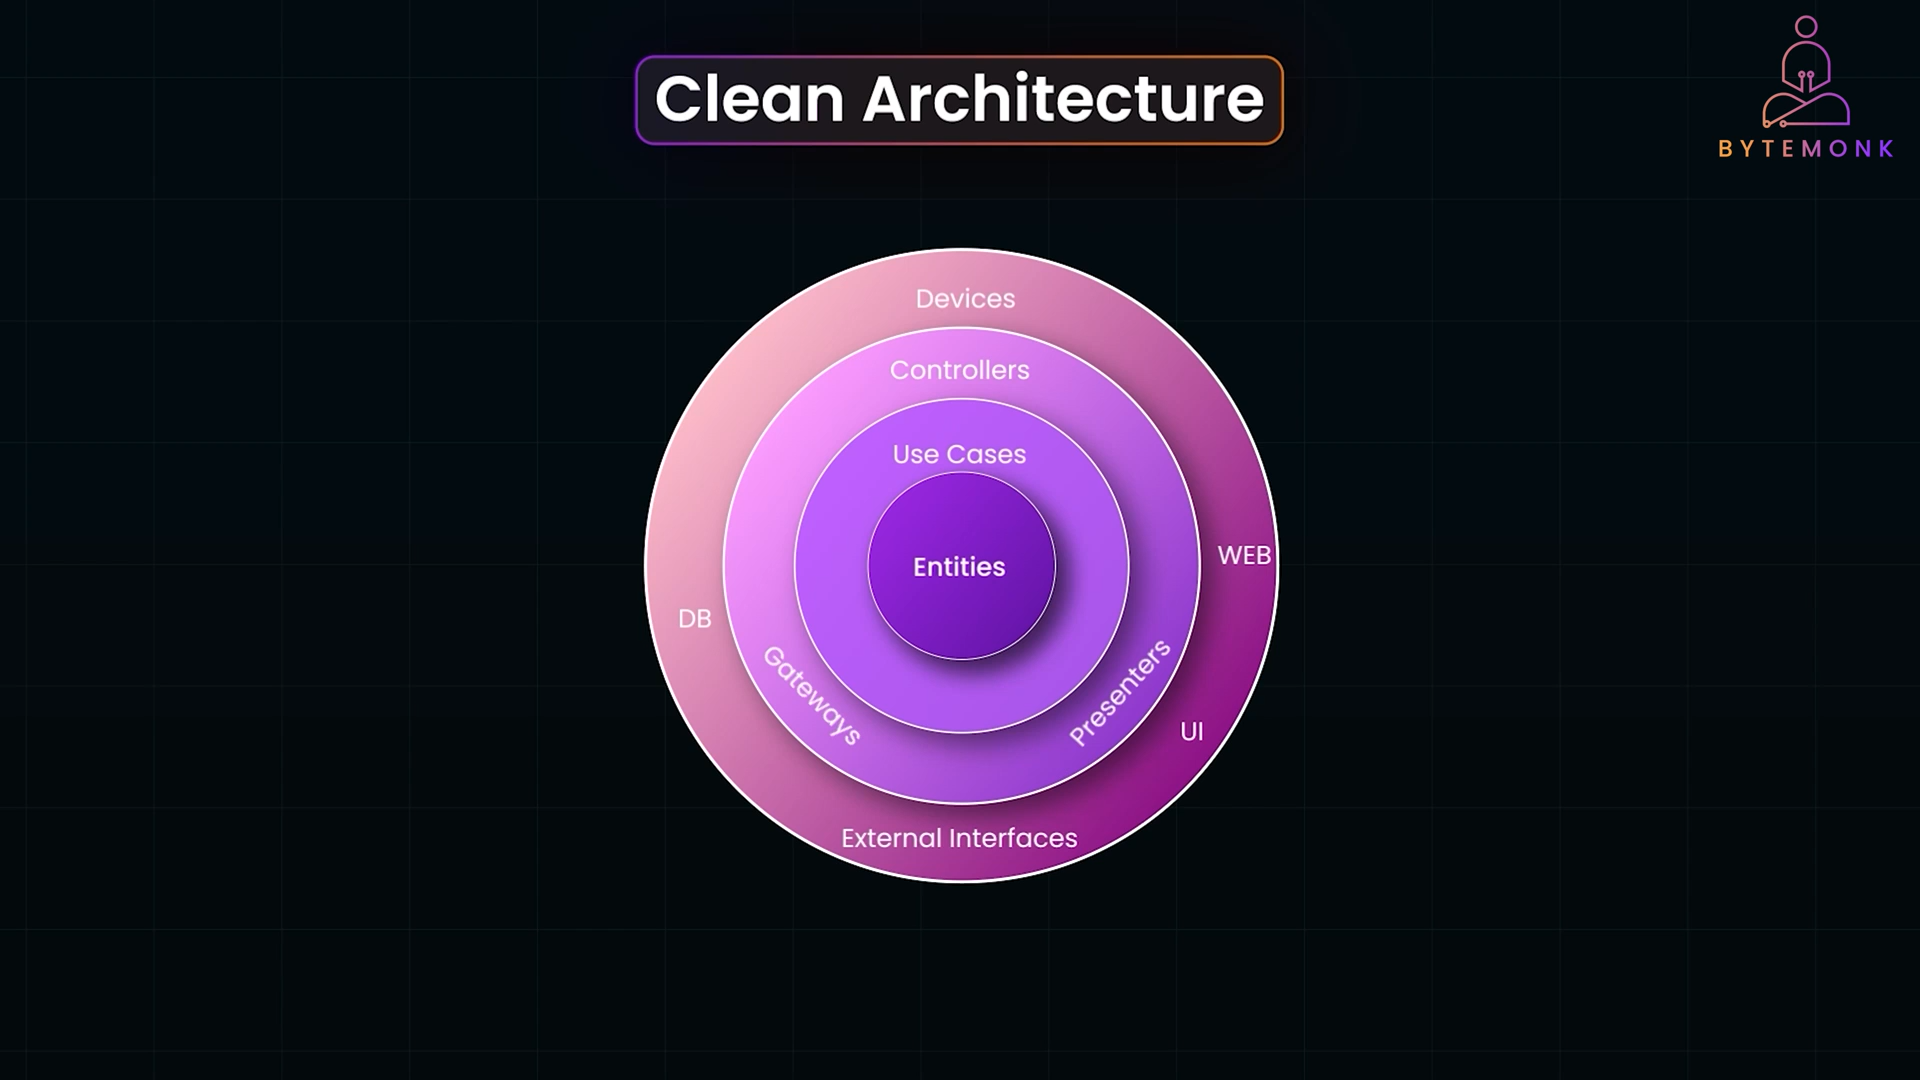 Clean Architecture
BYTEMONK
Devices
Controllers
Use Cases
Entities
WEB
DB
Gateways
Presenters
UI
External Interfaces